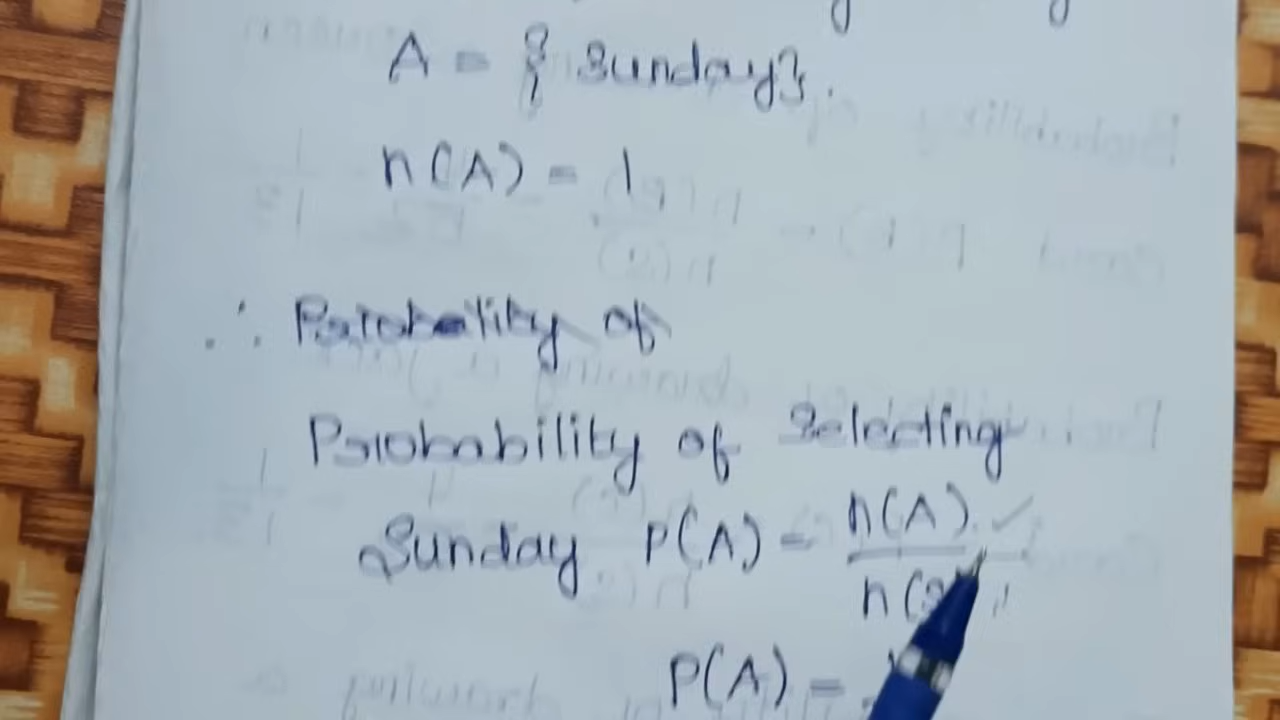 A = { Sunday}.
n(A) = 1
∴ Probability of
Probability of Selecting
Sunday P(A) = n(A)
n(S)
P(A) =